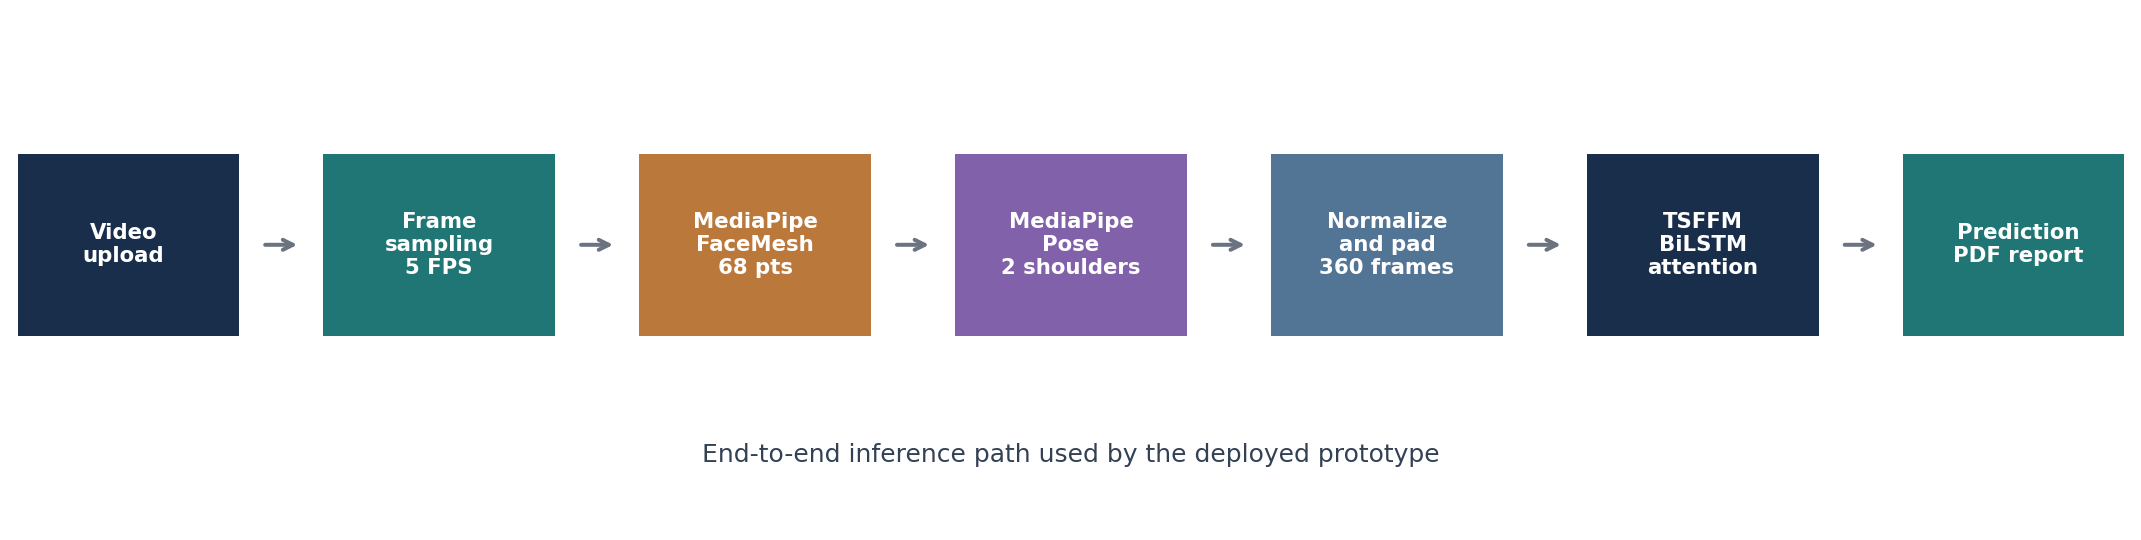 Video
upload
Frame
sampling
5 FPS
MediaPipe
FaceMesh
68 pts
MediaPipe
Pose
2 shoulders
Normalize
and pad
360 frames
TSFFM
BiLSTM
attention
Prediction
PDF report
End-to-end inference path used by the deployed prototype